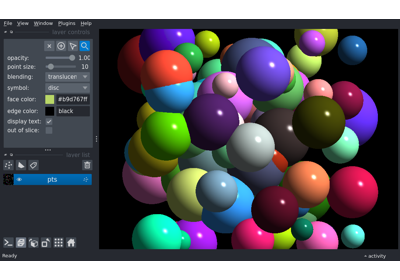 File View Window Plugins Help
layer controls
opacity: 1.00
point size: 10
blending: translucen
symbol: disc
face color: #b9d767ff
edge color: black
display text:
out of slice:
layer list
pts
Ready activity